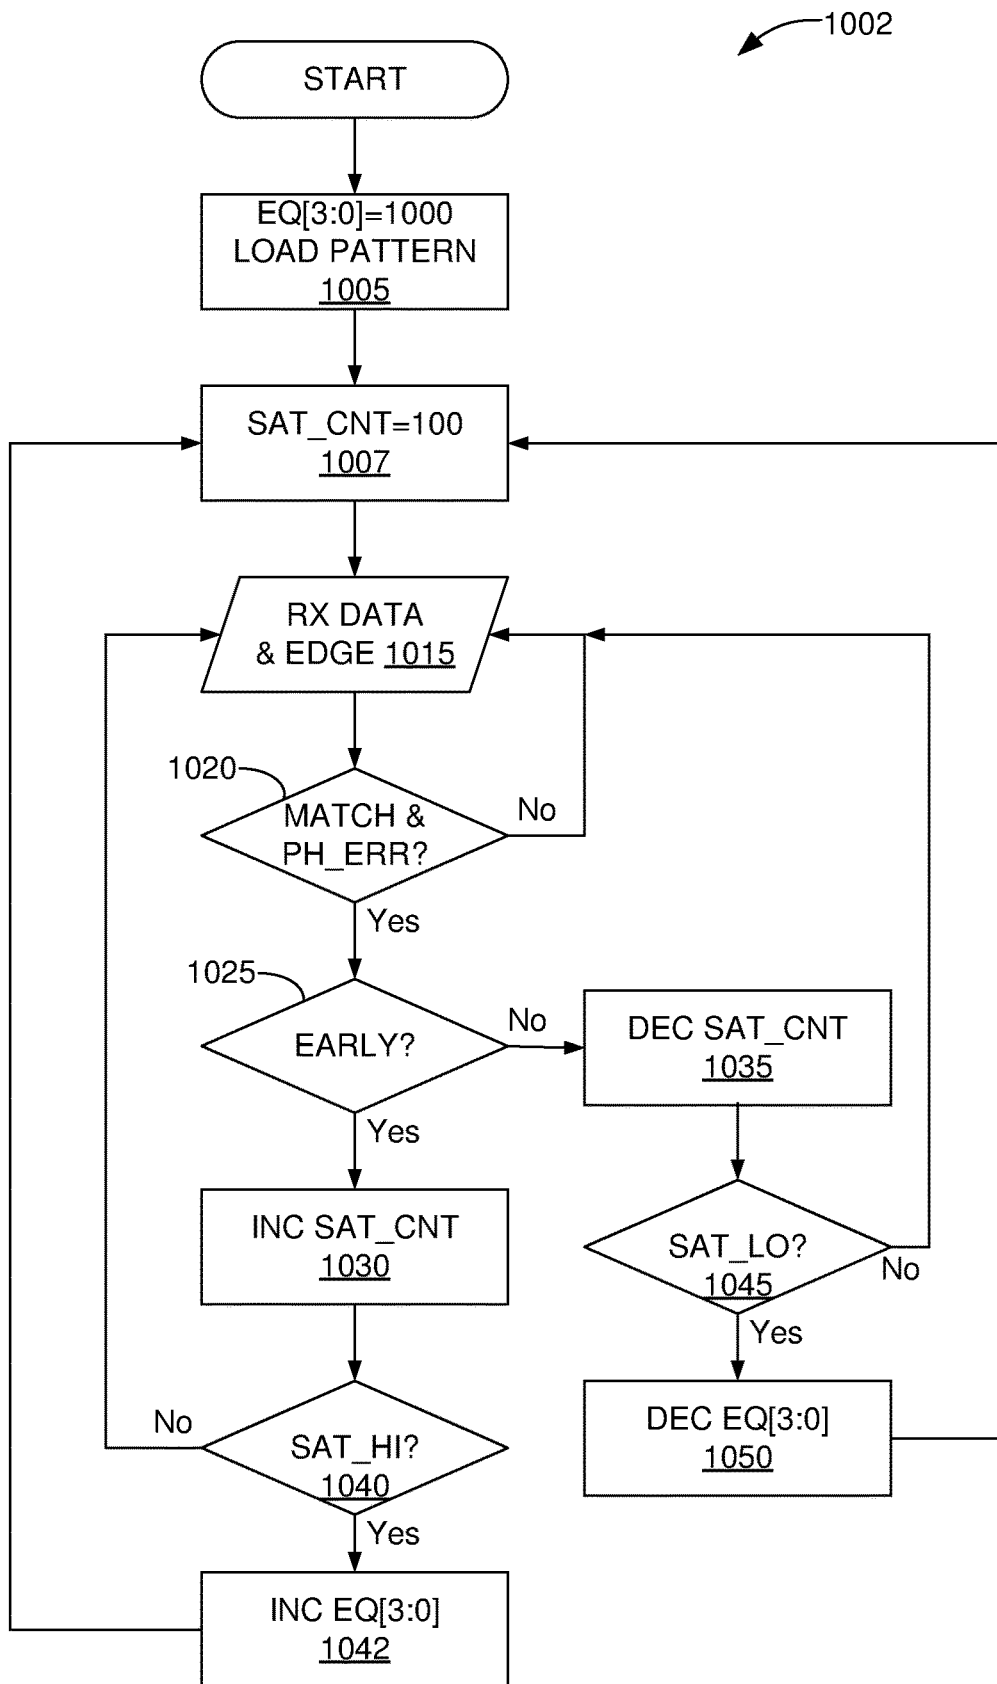 1002
START
EQ[3:0]=1000
LOAD PATTERN
1005
SAT_CNT=100
1007
RX DATA
& EDGE 1015
1020
MATCH &
PH_ERR?
No
Yes
1025
EARLY?
No
DEC SAT_CNT
1035
Yes
INC SAT_CNT
1030
SAT_LO?
1045
No
Yes
No
SAT_HI?
1040
DEC EQ[3:0]
1050
Yes
INC EQ[3:0]
1042